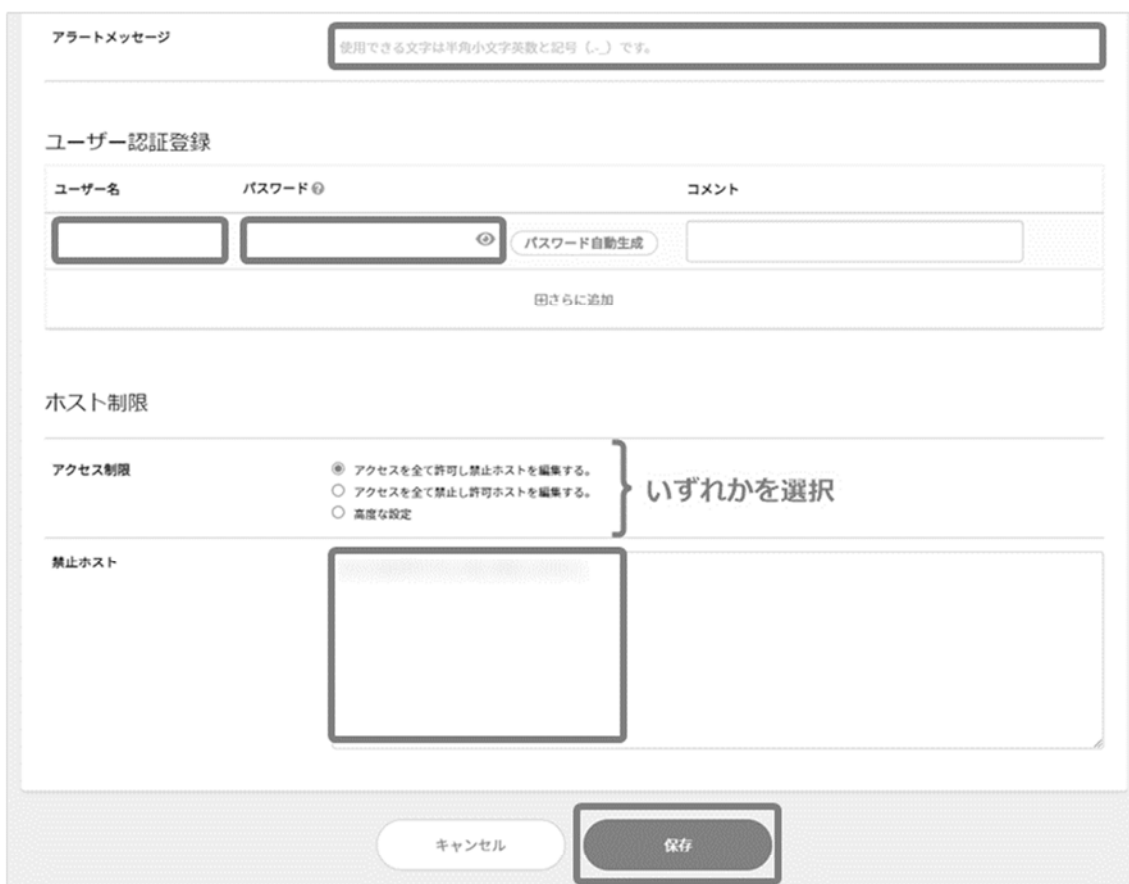 アラートメッセージ
使用できる文字は半角小文字英数と記号（.-_）です。
ユーザー認証登録
ユーザー名 パスワード コメント
パスワード自動生成
さらに追加
ホスト制限
アクセス制限
アクセスを全て許可し禁止ホストを編集する。
アクセスを全て禁止し許可ホストを編集する。
高度な設定
いずれかを選択
禁止ホスト
キャンセル 保存